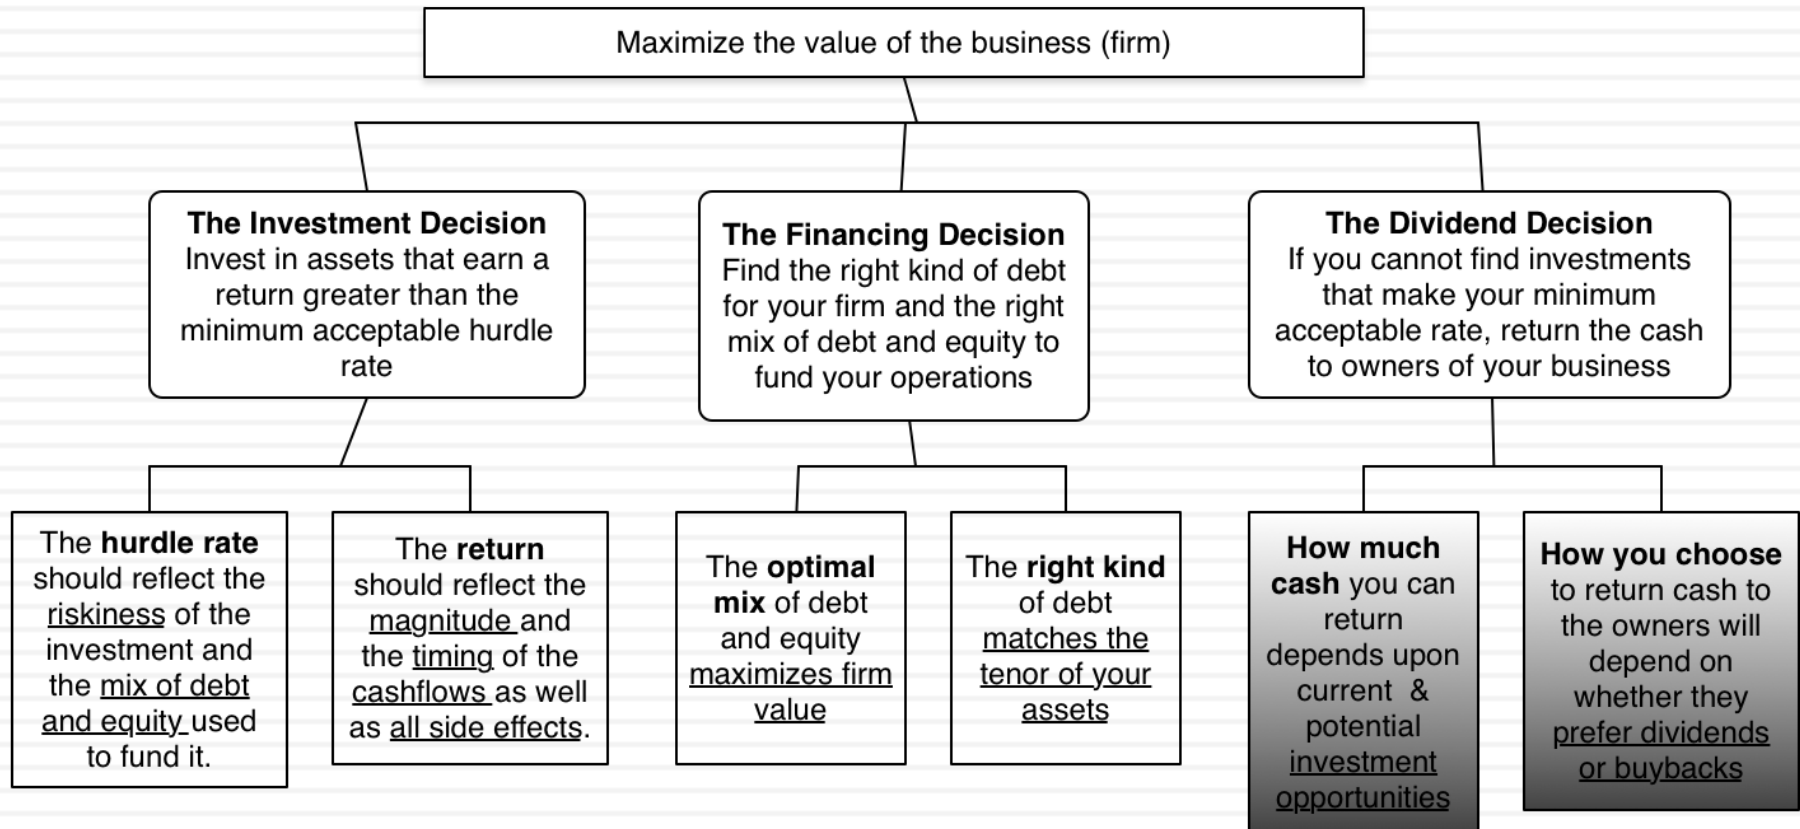 Maximize the value of the business (firm)
The Investment Decision
Invest in assets that earn a
return greater than the
minimum acceptable hurdle
rate
The Financing Decision
Find the right kind of debt
for your firm and the right
mix of debt and equity to
fund your operations
The Dividend Decision
If you cannot find investments
that make your minimum
acceptable rate, return the cash
to owners of your business
The hurdle rate
should reflect the
riskiness of the
investment and
the mix of debt
and equity used
to fund it.
The return
should reflect the
magnitude and
the timing of the
cashflows as well
as all side effects.
The optimal
mix of debt
and equity
maximizes firm
value
The right kind
of debt
matches the
tenor of your
assets
How much
cash you can
return
depends upon
current & 
potential
investment
opportunities
How you choose
to return cash to
the owners will
depend on
whether they
prefer dividends
or buybacks